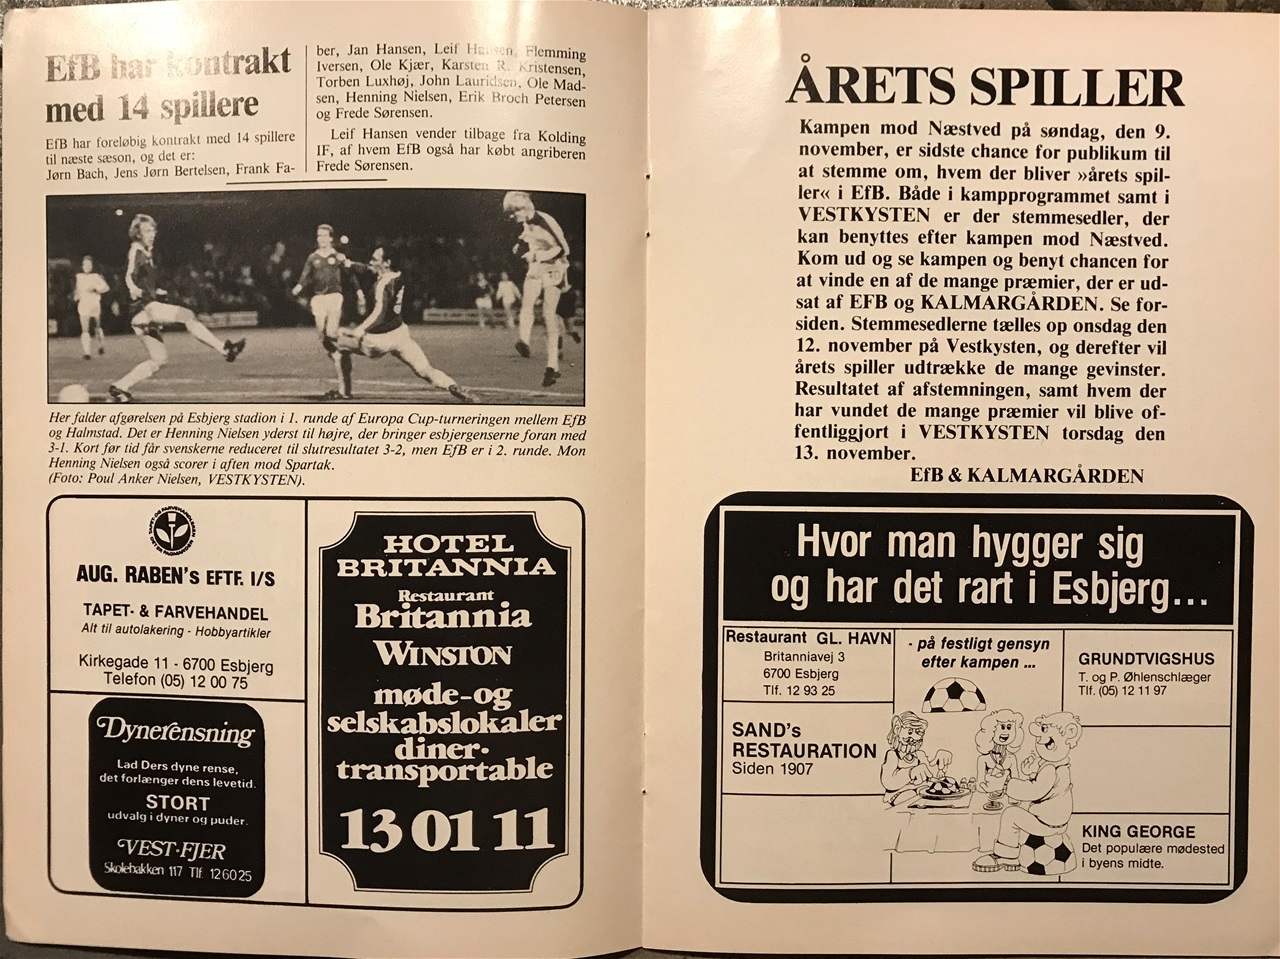 EfB har kontrakt
med 14 spillere
EfB har foreløbig kontrakt med 14 spillere
til næste sæson, og det er:
Jørn Bach, Jens Jørn Bertelsen, Frank Fa-
ber, Jan Hansen, Leif Hansen, Flemming
Iversen, Ole Kjær, Karsten R. Kristensen,
Torben Luxhøj, John Lauridsen, Ole Mad-
sen, Henning Nielsen, Erik Broch Petersen
og Frede Sørensen.
Leif Hansen vender tilbage fra Kolding
IF, af hvem EfB også har købt angriberen
Frede Sørensen.
Her falder afgørelsen på Esbjerg stadion i 1. runde af Europa Cup-turneringen mellem EfB
og Halmstad. Det er Henning Nielsen yderst til højre, der bringer esbjergenserne foran med
3-1. Kort før tid får svenskerne reduceret til slutresultatet 3-2, men EfB er i 2. runde. Mon
Henning Nielsen også scorer i aften mod Spartak.
(Foto: Poul Anker Nielsen, VESTKYSTEN).
AUG. RABEN's EFTF. I/S
TAPET- & FARVEHANDEL
Alt til autolakering - Hobbyartikler
Kirkegade 11 - 6700 Esbjerg
Telefon (05) 12 00 75
Dynerensning
Lad Ders dyne rense,
det forlænger dens levetid.
STORT
udvalg i dyner og puder.
VEST-FJER
Skolebakken 117 Tlf. 12 60 25
HOTEL
BRITANNIA
Restaurant
Britannia
WINSTON
møde-og
selskabslokaler
diner-
transportable
13 01 11
ÅRETS SPILLER
Kampen mod Næstved på søndag, den 9.
november, er sidste chance for publikum til
at stemme om, hvem der bliver »årets spil-
ler« i EfB. Både i kampprogrammet samt i
VESTKYSTEN er der stemmesedler, der
kan benyttes efter kampen mod Næstved.
Kom ud og se kampen og benyt chancen for
at vinde en af de mange præmier, der er ud-
sat af EFB og KALMARGÅRDEN. Se for-
siden. Stemmesedlerne tælles op onsdag den
12. november på Vestkysten, og derefter vil
årets spiller udtrække de mange gevinster.
Resultatet af afstemningen, samt hvem der
har vundet de mange præmier vil blive of-
fentliggjort i VESTKYSTEN torsdag den
13. november.
EfB & KALMARGÅRDEN
Hvor man hygger sig
og har det rart i Esbjerg...
Restaurant GL. HAVN
Britanniavej 3
6700 Esbjerg
Tlf. 12 93 25
- på festligt gensyn
efter kampen ...
GRUNDTVIGSHUS
T. og P. Øhlenschlæger
Tlf. (05) 12 11 97
SAND's
RESTAURATION
Siden 1907
KING GEORGE
Det populære mødested
i byens midte.